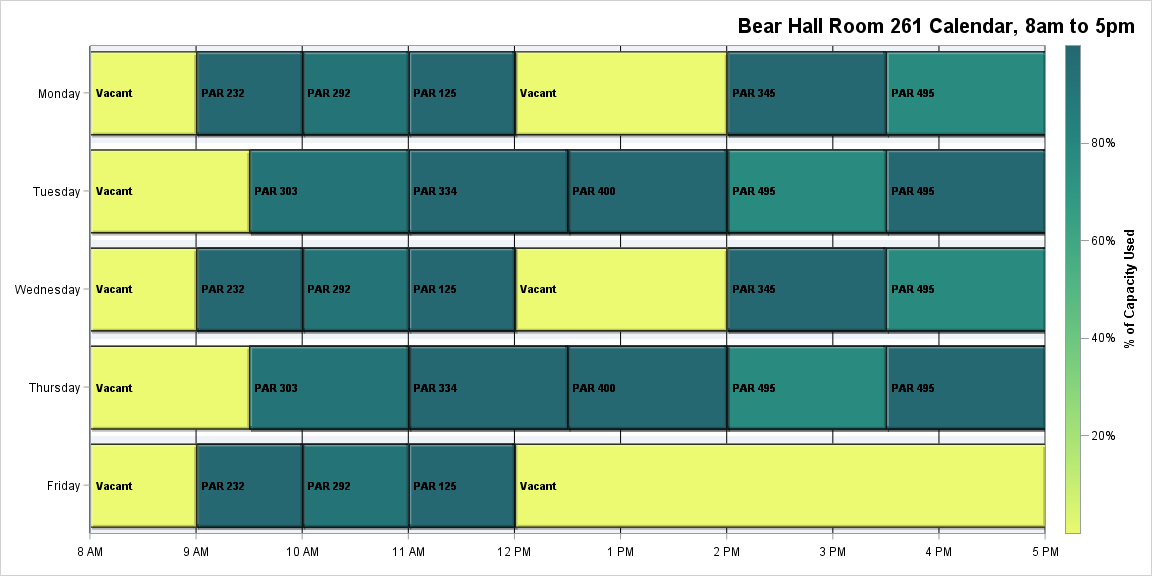 Bear Hall Room 261 Calendar, 8am to 5pm
Monday
Vacant
PAR 232
PAR 292
PAR 125
Vacant
PAR 345
PAR 495
Tuesday
Vacant
PAR 303
PAR 334
PAR 400
PAR 495
PAR 495
Wednesday
Vacant
PAR 232
PAR 292
PAR 125
Vacant
PAR 345
PAR 495
Thursday
Vacant
PAR 303
PAR 334
PAR 400
PAR 495
PAR 495
Friday
Vacant
PAR 232
PAR 292
PAR 125
Vacant
8 AM
9 AM
10 AM
11 AM
12 PM
1 PM
2 PM
3 PM
4 PM
5 PM
80%
60%
40%
20%
% of Capacity Used